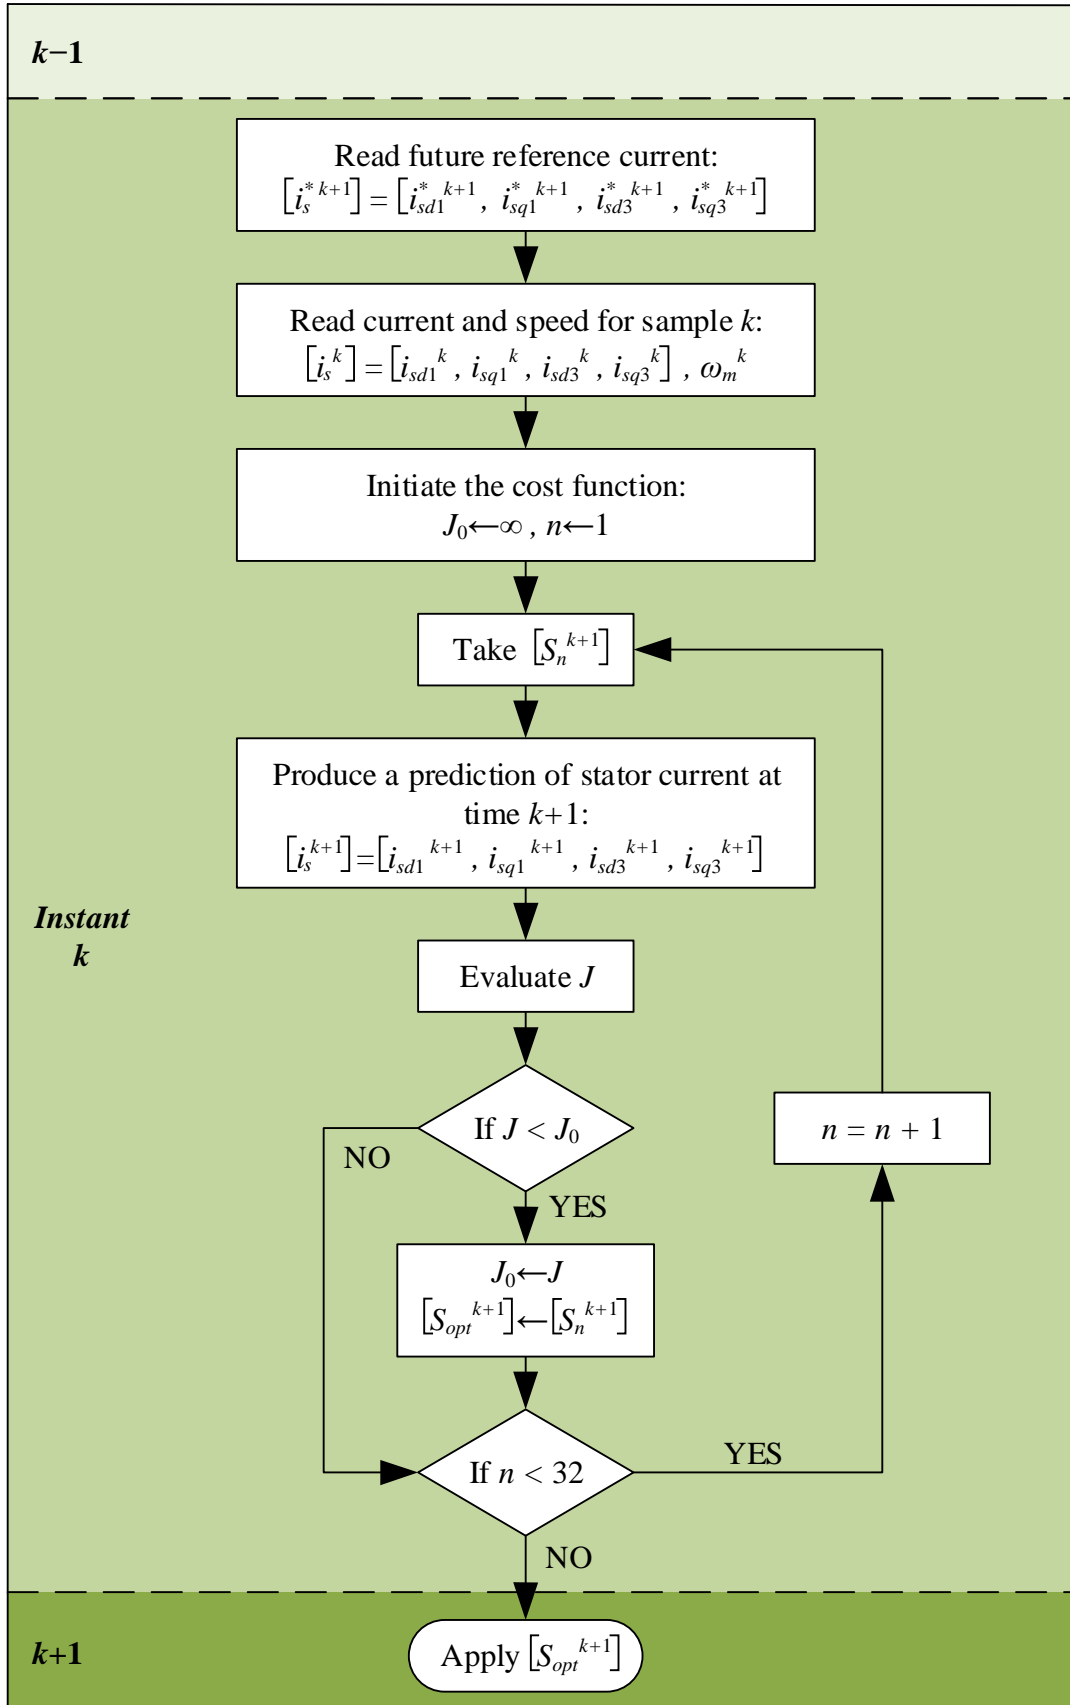 k−1
Read future reference current:
[i_s^{* k+1}] = [i_{sd1}^{* k+1} , i_{sq1}^{* k+1} , i_{sd3}^{* k+1} , i_{sq3}^{* k+1}]
Read current and speed for sample k:
[i_s^k] = [i_{sd1}^k , i_{sq1}^k , i_{sd3}^k , i_{sq3}^k] , ω_m^k
Initiate the cost function:
J_0←∞ , n←1
Take [S_n^{k+1}]
Produce a prediction of stator current at
time k+1:
[i_s^{k+1}]=[i_{sd1}^{k+1} , i_{sq1}^{k+1} , i_{sd3}^{k+1} , i_{sq3}^{k+1}]
Instant
k
Evaluate J
If J < J_0
n = n + 1
NO
YES
J_0←J
[S_{opt}^{k+1}]←[S_n^{k+1}]
If n < 32
YES
NO
k+1
Apply [S_{opt}^{k+1}]